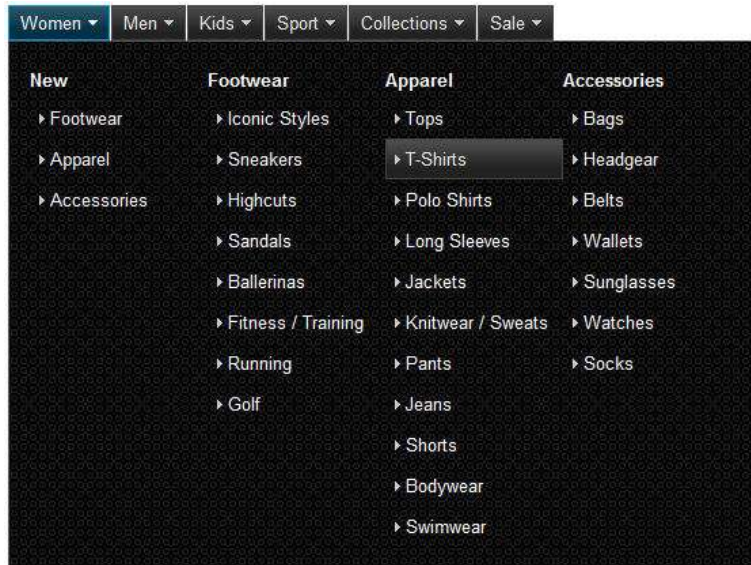 Women Men Kids Sport Collections Sale
New
Footwear
Apparel
Accessories
Footwear
Iconic Styles
Sneakers
Highcuts
Sandals
Ballerinas
Fitness / Training
Running
Golf
Apparel
Tops
T-Shirts
Polo Shirts
Long Sleeves
Jackets
Knitwear / Sweats
Pants
Jeans
Shorts
Bodywear
Swimwear
Accessories
Bags
Headgear
Belts
Wallets
Sunglasses
Watches
Socks